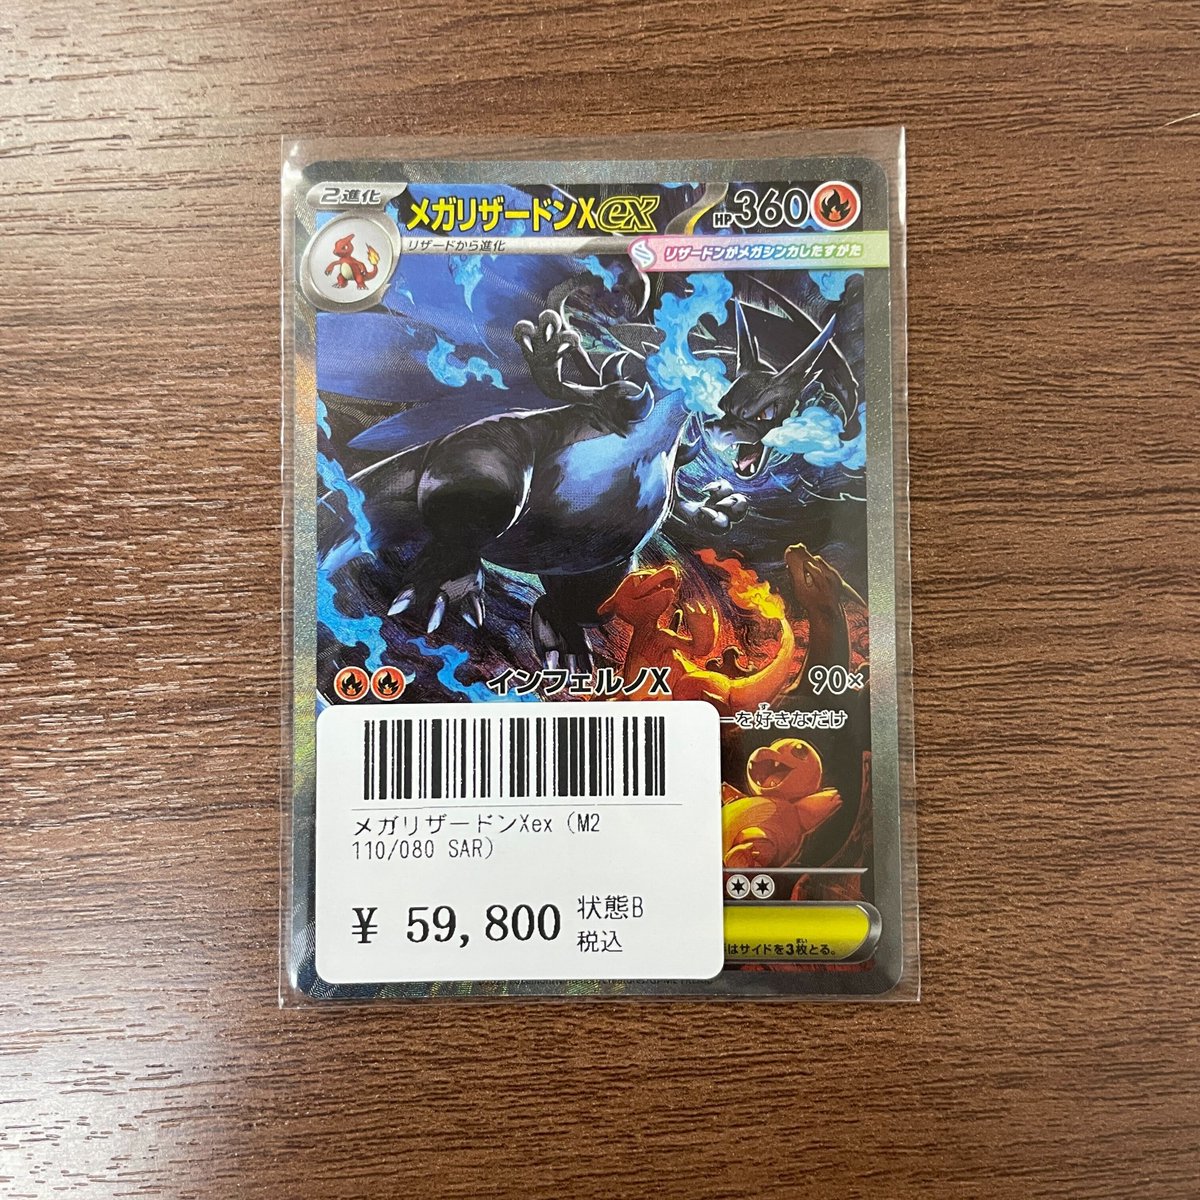 2進化
メガリザードンXex
HP360
リザードから進化
リザードンがメガシンカしたすがた
インフェルノX 90×
ーを好きなだけ
メガリザードンXex (M2
110/080 SAR)
¥ 59,800 状態B
税込
はサイドを3枚とる。